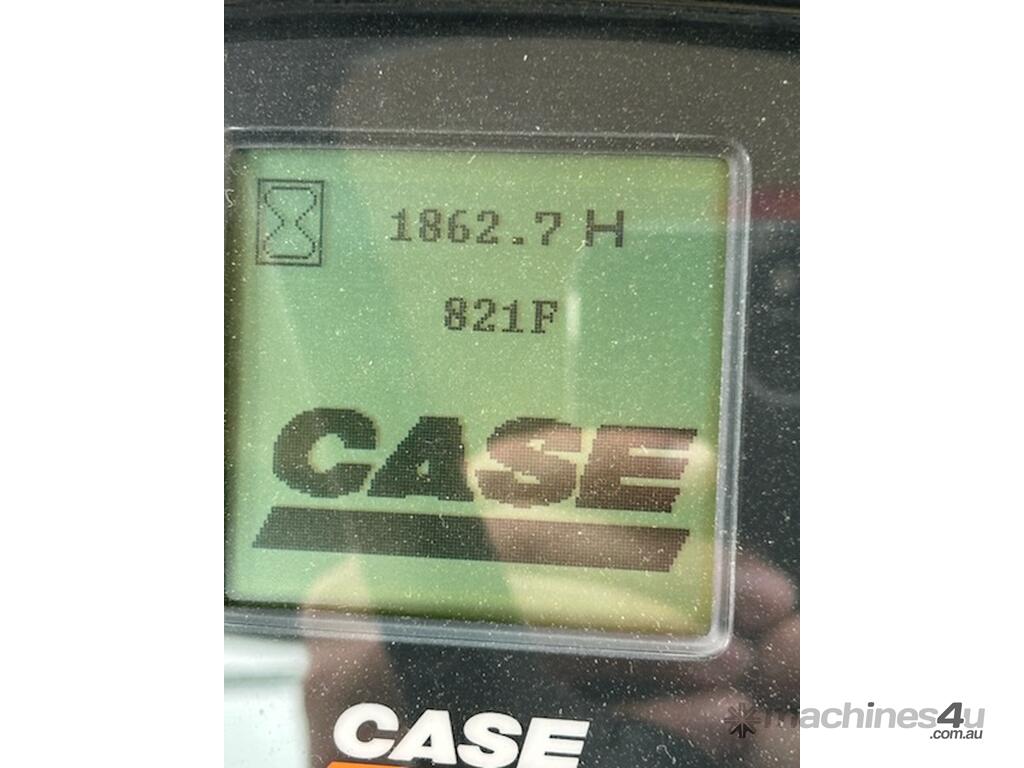 1862.7 H
821F
CASE
CASE
machines4u
.com.au